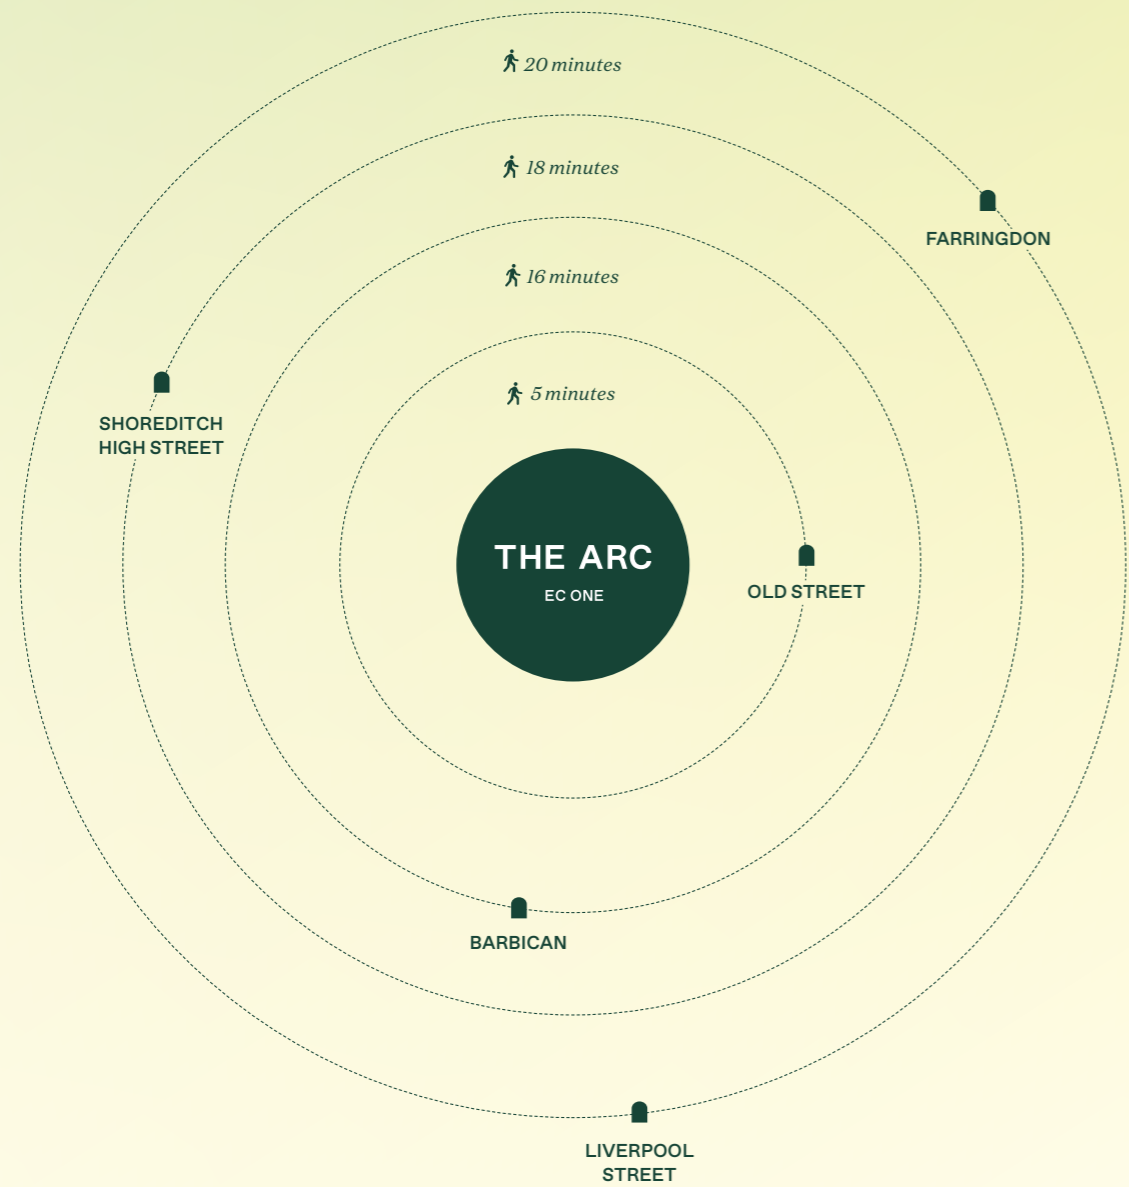 20 minutes
18 minutes
FARRINGDON
16 minutes
5 minutes
SHOREDITCH
HIGH STREET
THE ARC
EC ONE
OLD STREET
BARBICAN
LIVERPOOL
STREET